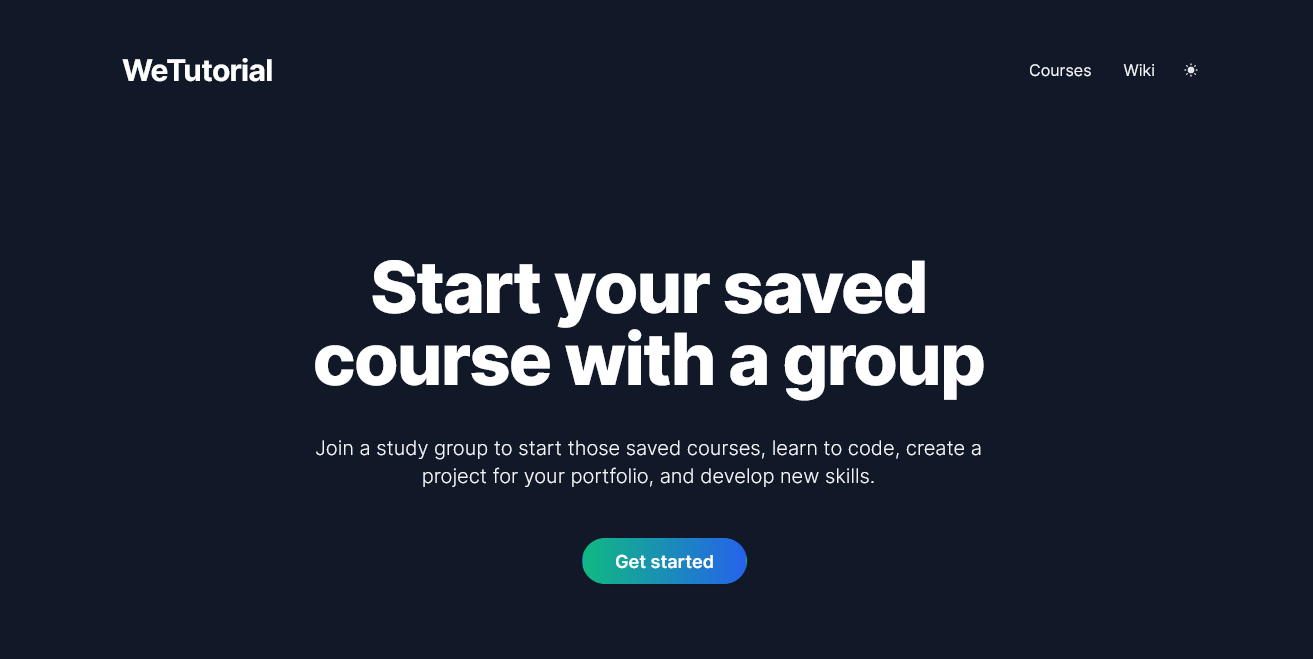 WeTutorial
Courses
Wiki
Start your saved
course with a group
Join a study group to start those saved courses, learn to code, create a
project for your portfolio, and develop new skills.
Get started